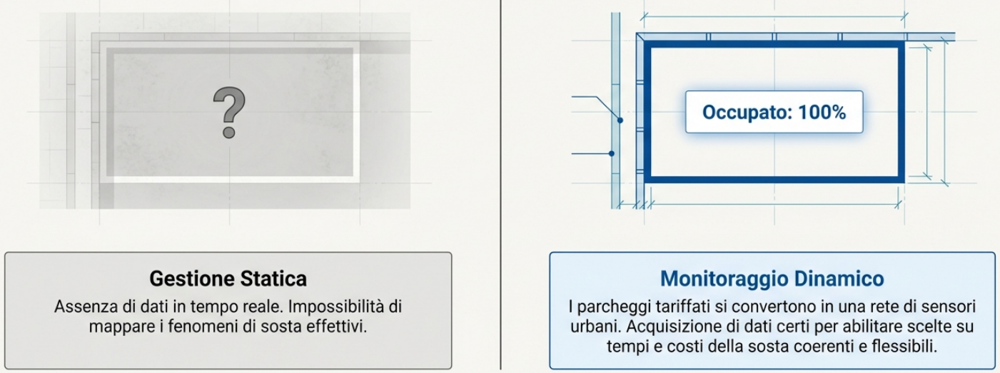 ?
Gestione Statica
Assenza di dati in tempo reale. Impossibilità di
mappare i fenomeni di sosta effettivi.
Occupato: 100%
Monitoraggio Dinamico
I parcheggi tariffati si convertono in una rete di sensori
urbani. Acquisizione di dati certi per abilitare scelte su
tempi e costi della sosta coerenti e flessibili.